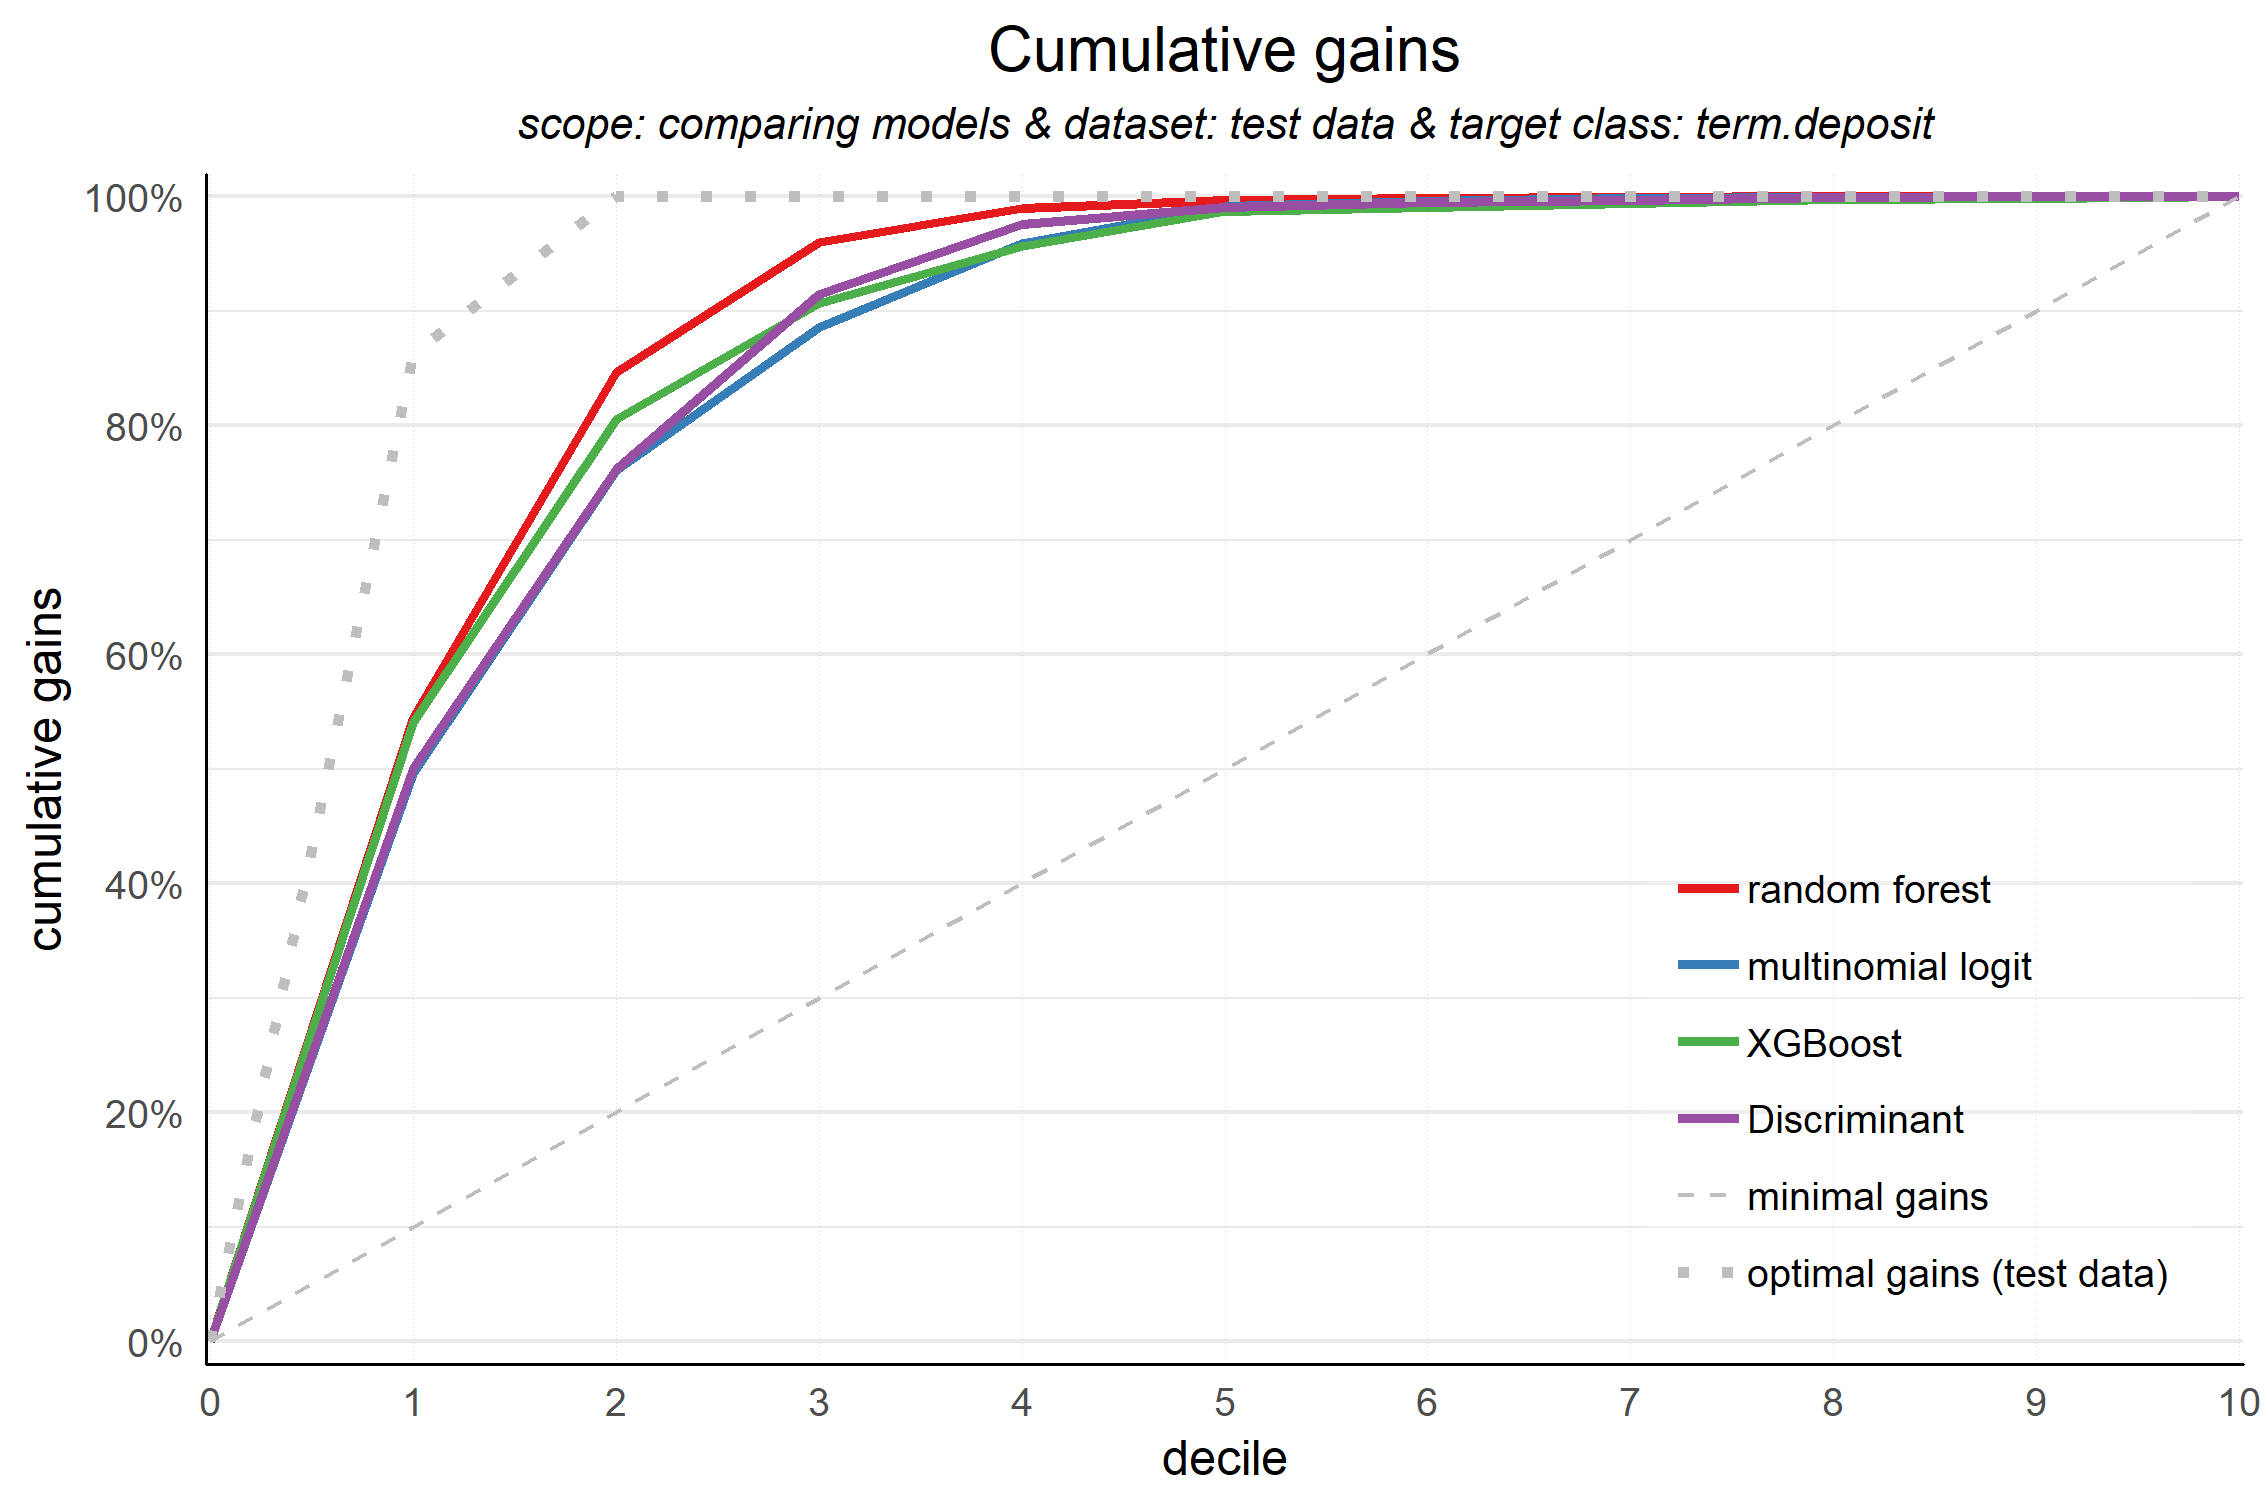 Cumulative gains
scope: comparing models & dataset: test data & target class: term.deposit
cumulative gains
100%
80%
60%
40%
20%
0%
random forest
multinomial logit
XGBoost
Discriminant
minimal gains
optimal gains (test data)
0 1 2 3 4 5 6 7 8 9 10
decile